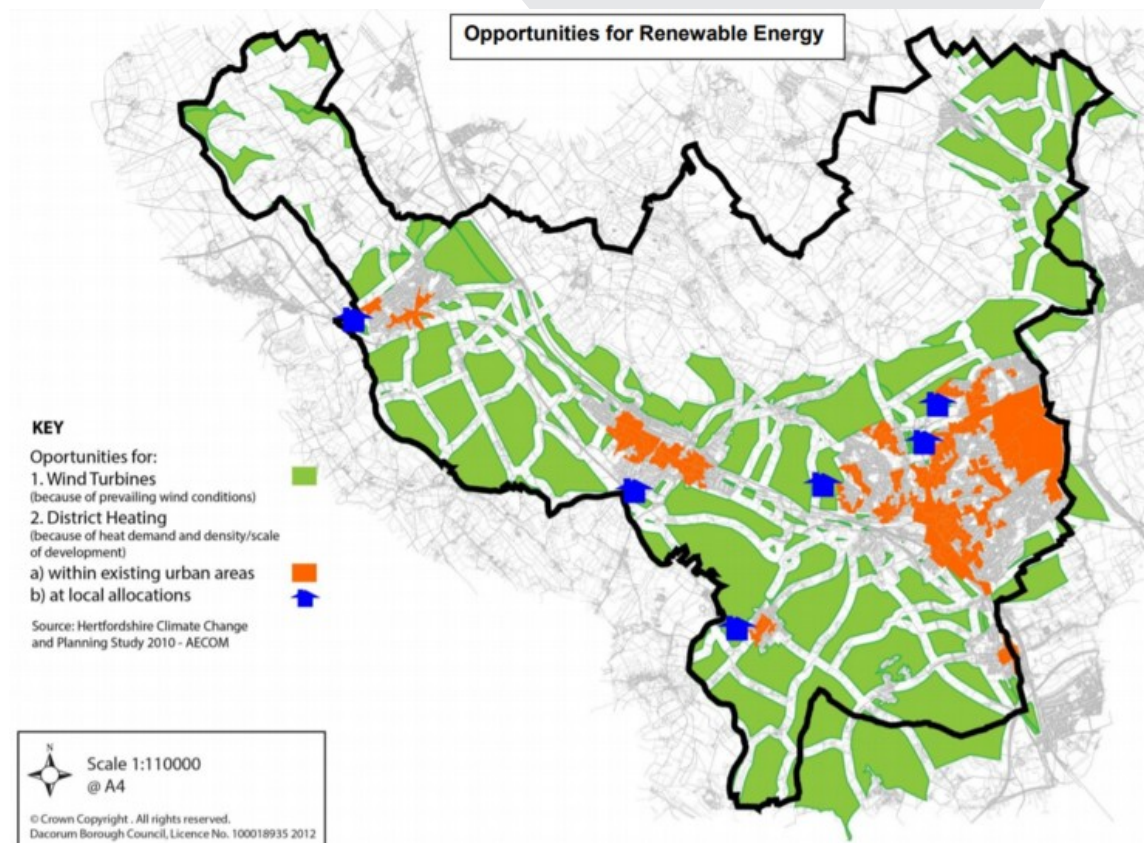 Opportunities for Renewable Energy
KEY
Opportunities for:
1. Wind Turbines
(because of prevailing wind conditions)
2. District Heating
(because of heat demand and density/scale
of development)
a) within existing urban areas
b) at local allocations
Source: Hertfordshire Climate Change
and Planning Study 2010 - AECOM
N
Scale 1:110000
@ A4
© Crown Copyright . All rights reserved.
Dacorum Borough Council, Licence No. 100018935 2012